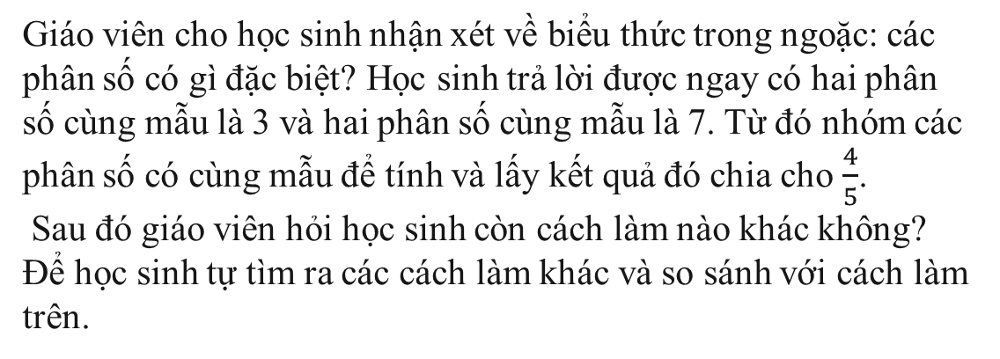 Giáo viên cho học sinh nhận xét về biểu thức trong ngoặc: các
phân số có gì đặc biệt? Học sinh trả lời được ngay có hai phân
số cùng mẫu là 3 và hai phân số cùng mẫu là 7. Từ đó nhóm các
phân số có cùng mẫu để tính và lấy kết quả đó chia cho 4/5.
Sau đó giáo viên hỏi học sinh còn cách làm nào khác không?
Để học sinh tự tìm ra các cách làm khác và so sánh với cách làm
trên.